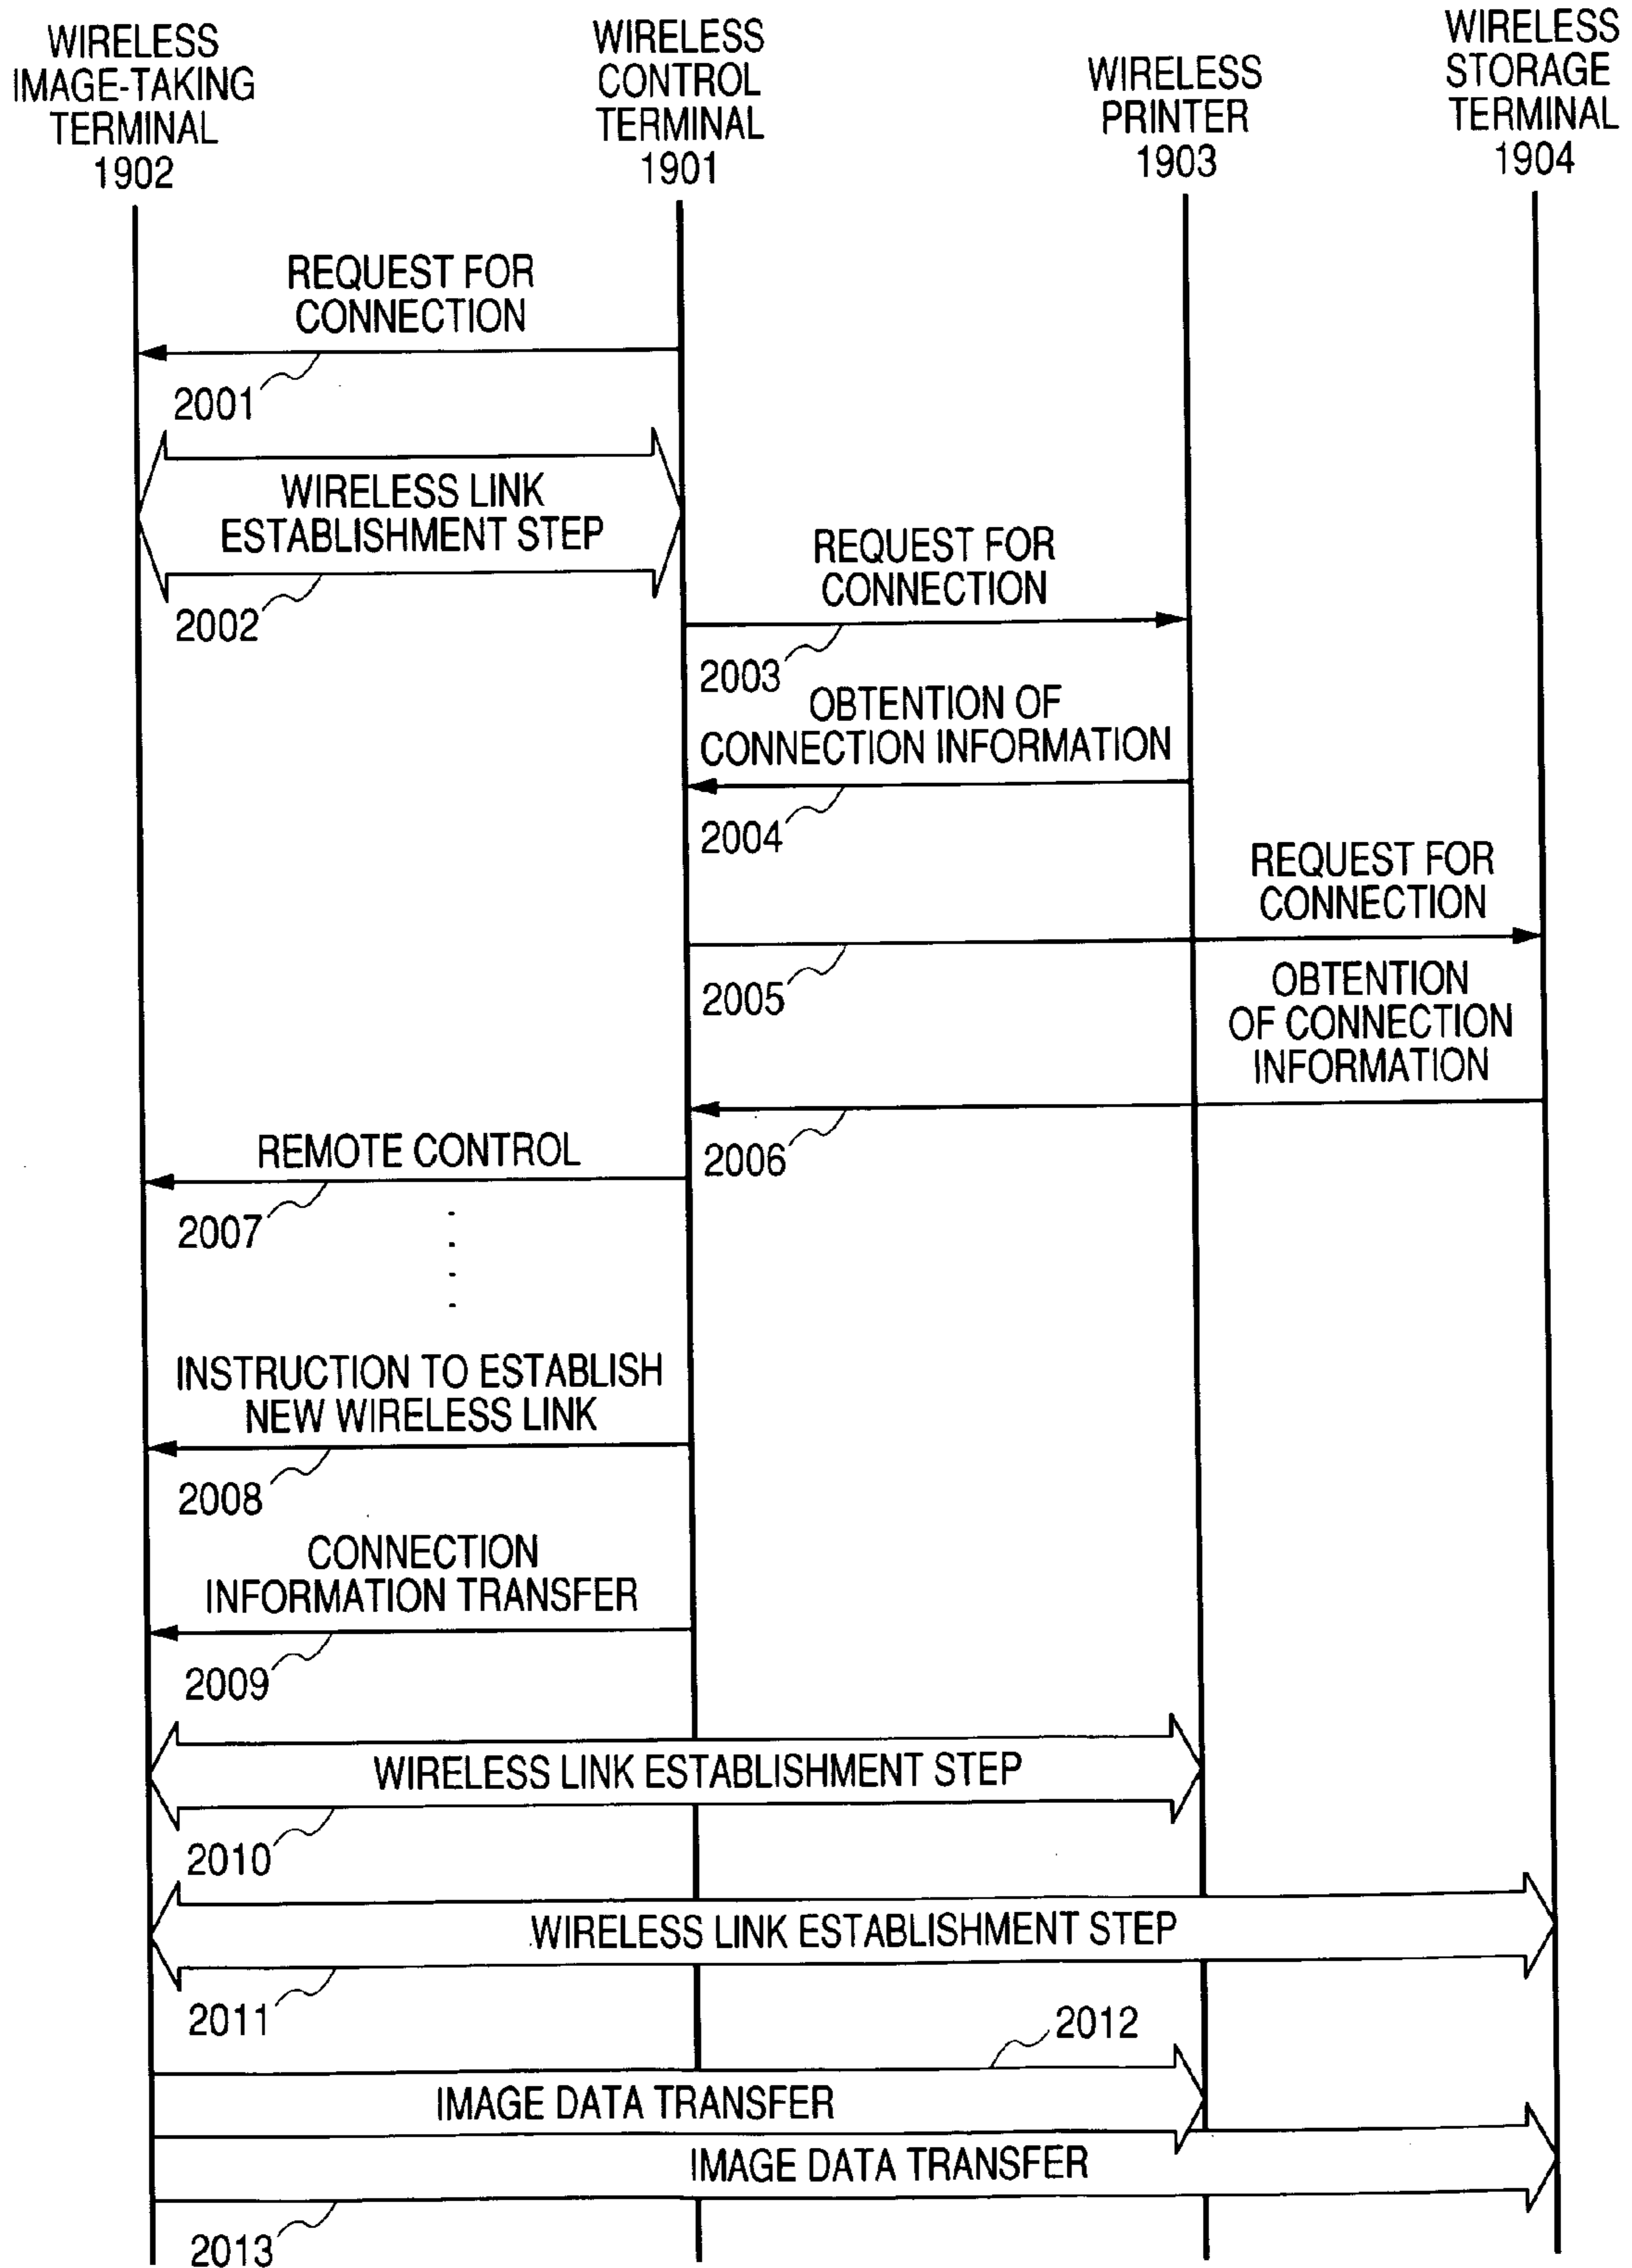 WIRELESS
IMAGE-TAKING
TERMINAL
1902
WIRELESS
CONTROL
TERMINAL
1901
WIRELESS
PRINTER
1903
WIRELESS
STORAGE
TERMINAL
1904
REQUEST FOR
CONNECTION
2001
WIRELESS LINK
ESTABLISHMENT STEP
2002
REQUEST FOR
CONNECTION
2003
OBTENTION OF
CONNECTION INFORMATION
2004
REQUEST FOR
CONNECTION
2005
OBTENTION
OF CONNECTION
INFORMATION
2006
REMOTE CONTROL
2007
INSTRUCTION TO ESTABLISH
NEW WIRELESS LINK
2008
CONNECTION
INFORMATION TRANSFER
2009
WIRELESS LINK ESTABLISHMENT STEP
2010
WIRELESS LINK ESTABLISHMENT STEP
2011
2012
IMAGE DATA TRANSFER
IMAGE DATA TRANSFER
2013